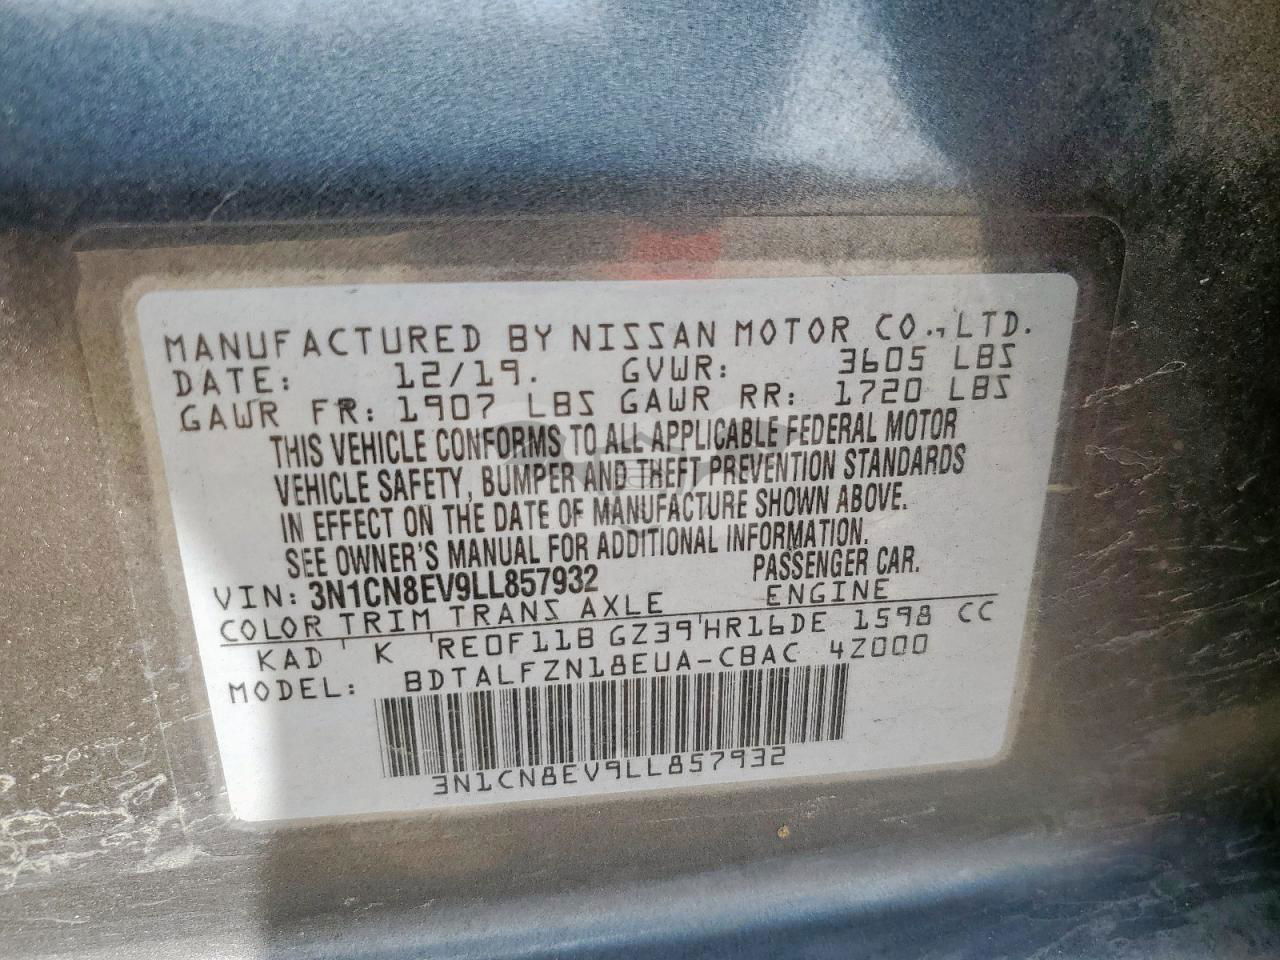 MANUFACTURED BY NISSAN MOTOR CO., LTD.
DATE: 12/19. GVWR: 3605 LBS
GAWR FR: 1907 LBS GAWR RR: 1720 LBS
THIS VEHICLE CONFORMS TO ALL APPLICABLE FEDERAL MOTOR
VEHICLE SAFETY, BUMPER AND THEFT PREVENTION STANDARDS
IN EFFECT ON THE DATE OF MANUFACTURE SHOWN ABOVE.
SEE OWNER'S MANUAL FOR ADDITIONAL INFORMATION.
VIN: 3N1CN8EV9LL857932 PASSENGER CAR.
COLOR TRIM TRANS AXLE ENGINE
KAD K RE0F11B GZ39 HR16DE 1598 CC
MODEL: BDTALFZN18EUA-CBAC 4Z000
3N1CN8EV9LL857932